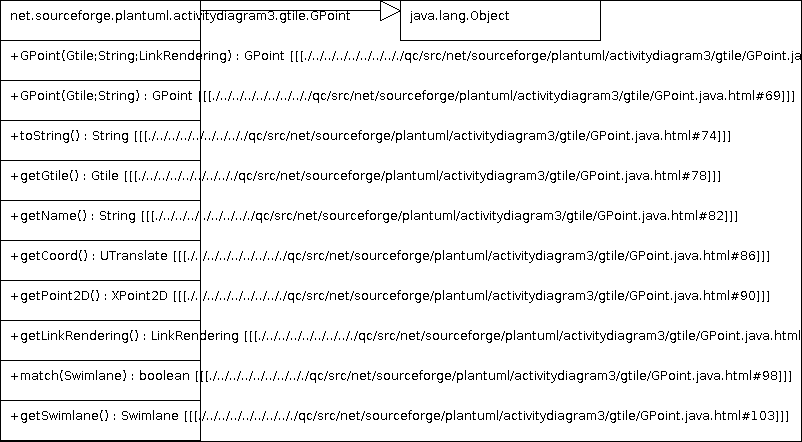 net.sourceforge.plantuml.activitydiagram3.gtile.GPoint
java.lang.Object
+GPoint(Gtile;String;LinkRendering) : GPoint [[[./../../../../../../../../qc/src/net/sourceforge/plantuml/activitydiagram3/gtile/GPoint.ja
+GPoint(Gtile;String) : GPoint [[[./../../../../../../../../qc/src/net/sourceforge/plantuml/activitydiagram3/gtile/GPoint.java.html#69]]]
+toString() : String [[[./../../../../../../../../qc/src/net/sourceforge/plantuml/activitydiagram3/gtile/GPoint.java.html#74]]]
+getGtile() : Gtile [[[./../../../../../../../../qc/src/net/sourceforge/plantuml/activitydiagram3/gtile/GPoint.java.html#78]]]
+getName() : String [[[./../../../../../../../../qc/src/net/sourceforge/plantuml/activitydiagram3/gtile/GPoint.java.html#82]]]
+getCoord() : UTranslate [[[./../../../../../../../../qc/src/net/sourceforge/plantuml/activitydiagram3/gtile/GPoint.java.html#86]]]
+getPoint2D() : XPoint2D [[[./../../../../../../../../qc/src/net/sourceforge/plantuml/activitydiagram3/gtile/GPoint.java.html#90]]]
+getLinkRendering() : LinkRendering [[[./../../../../../../../../qc/src/net/sourceforge/plantuml/activitydiagram3/gtile/GPoint.java.html
+match(Swimlane) : boolean [[[./../../../../../../../../qc/src/net/sourceforge/plantuml/activitydiagram3/gtile/GPoint.java.html#98]]]
+getSwimlane() : Swimlane [[[./../../../../../../../../qc/src/net/sourceforge/plantuml/activitydiagram3/gtile/GPoint.java.html#103]]]